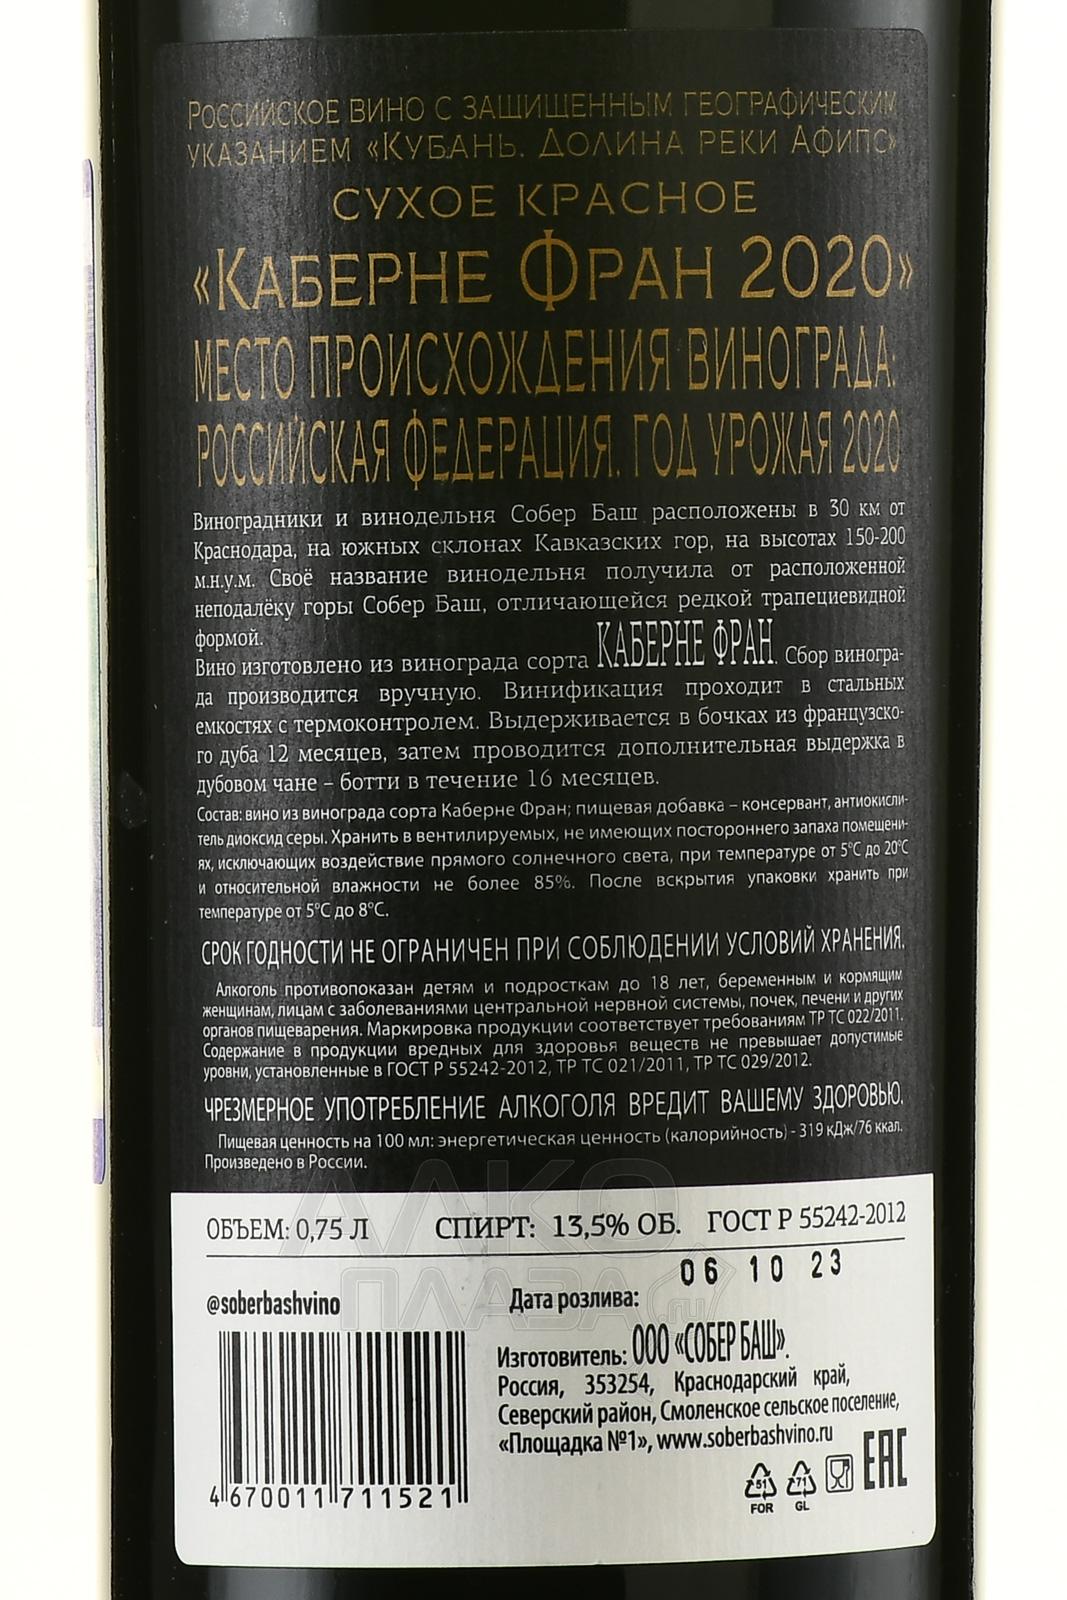 Российское вино с защищенным географическим
указанием «Кубань. Долина реки Афипс»
СУХОЕ КРАСНОЕ
«Каберне Фран 2020»
МЕСТО ПРОИСХОЖДЕНИЯ ВИНОГРАДА:
РОССИЙСКАЯ ФЕДЕРАЦИЯ. ГОД УРОЖАЯ 2020
Виноградники и винодельня Собер Баш расположены в 30 км от
Краснодара, на южных склонах Кавказских гор, на высотах 150-200
м.н.у.м. Своё название винодельня получила от расположенной
неподалёку горы Собер Баш, отличающейся редкой трапециевидной
формой.
Вино изготовлено из винограда сорта КАБЕРНЕ ФРАН. Сбор виногра-
да производится вручную. Винификация проходит в стальных
емкостях с термоконтролем. Выдерживается в бочках из французско-
го дуба 12 месяцев, затем проводится дополнительная выдержка в
дубовом чане – ботти в течение 16 месяцев.
Состав: вино из винограда сорта Каберне Фран; пищевая добавка – консервант, антиокисли-
тель диоксид серы. Хранить в вентилируемых, не имеющих постороннего запаха помещени-
ях, исключающих воздействие прямого солнечного света, при температуре от 5°С до 20°С
и относительной влажности не более 85%. После вскрытия упаковки хранить при
температуре от 5°С до 8°С.
СРОК ГОДНОСТИ НЕ ОГРАНИЧЕН ПРИ СОБЛЮДЕНИИ УСЛОВИЙ ХРАНЕНИЯ.
Алкоголь противопоказан детям и подросткам до 18 лет, беременным и кормящим
женщинам, лицам с заболеваниями центральной нервной системы, почек, печени и других
органов пищеварения. Маркировка продукции соответствует требованиям ТР ТС 022/2011.
Содержание в продукции вредных для здоровья веществ не превышает допустимые
уровни, установленные в ГОСТ Р 55242-2012, ТР ТС 021/2011, ТР ТС 029/2012.
ЧРЕЗМЕРНОЕ УПОТРЕБЛЕНИЕ АЛКОГОЛЯ ВРЕДИТ ВАШЕМУ ЗДОРОВЬЮ.
Пищевая ценность на 100 мл: энергетическая ценность (калорийность) - 319 кДж/76 ккал.
Произведено в России.
ОБЪЕМ: 0,75 Л СПИРТ: 13,5% ОБ. ГОСТ Р 55242-2012
06 10 23
@soberbashvino Дата розлива:
Изготовитель: ООО «СОБЕР БАШ».
Россия, 353254, Краснодарский край,
Северский район, Смоленское сельское поселение,
«Площадка №1», www.soberbashvino.ru
4 670011 711521
51 71 EAC
FOR GL
АЛКО
ПЛАЗА.ru